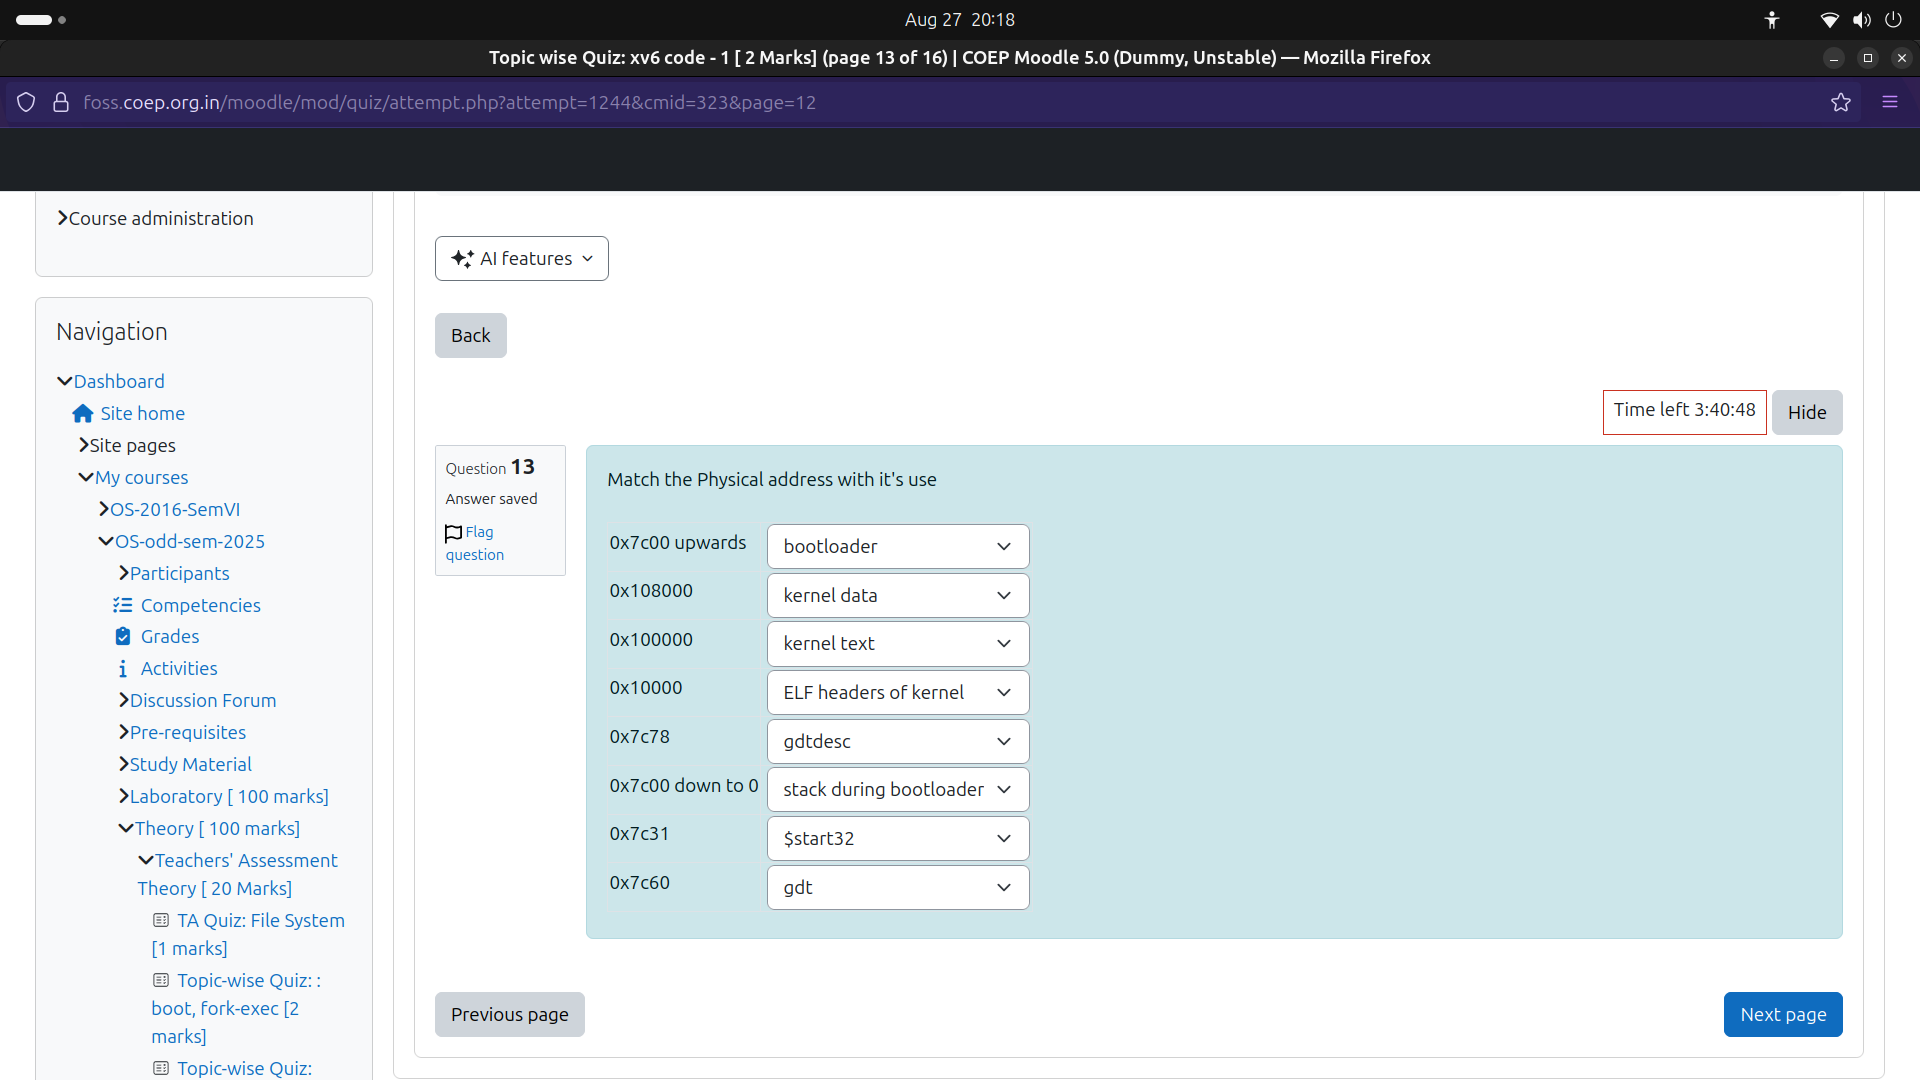 Aug 27 20:18
Topic wise Quiz: xv6 code - 1 [ 2 Marks] (page 13 of 16) | COEP Moodle 5.0 (Dummy, Unstable) — Mozilla Firefox
foss.coep.org.in/moodle/mod/quiz/attempt.php?attempt=1244&cmid=323&page=12
Course administration
Navigation
Dashboard
Site home
Site pages
My courses
OS-2016-SemVI
OS-odd-sem-2025
Participants
Competencies
Grades
Activities
Discussion Forum
Pre-requisites
Study Material
Laboratory [ 100 marks]
Theory [ 100 marks]
Teachers' Assessment
Theory [ 20 Marks]
TA Quiz: File System
[1 marks]
Topic-wise Quiz: :
boot, fork-exec [2
marks]
Topic-wise Quiz:
AI features
Back
Time left 3:40:48
Hide
Question 13
Answer saved
Flag
question
Match the Physical address with it's use
0x7c00 upwards bootloader
0x108000 kernel data
0x100000 kernel text
0x10000 ELF headers of kernel
0x7c78 gdtdesc
0x7c00 down to 0 stack during bootloader
0x7c31 $start32
0x7c60 gdt
Previous page
Next page